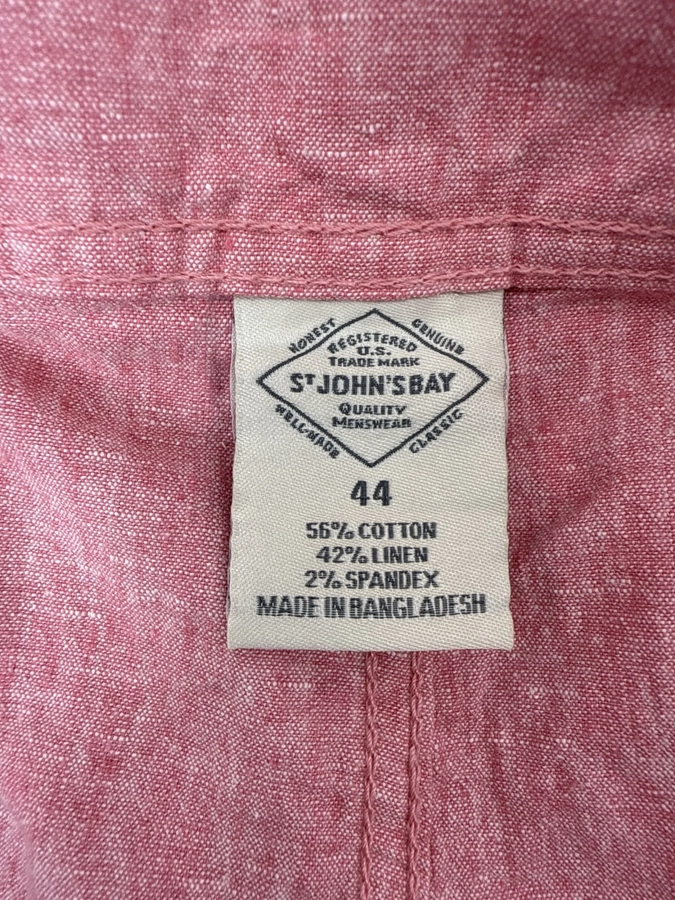 HONEST GENUINE
REGISTERED
U.S.
TRADE MARK
ST JOHN'S BAY
QUALITY
MENSWEAR
WELL-MADE CLASSIC
44
56% COTTON
42% LINEN
2% SPANDEX
MADE IN BANGLADESH